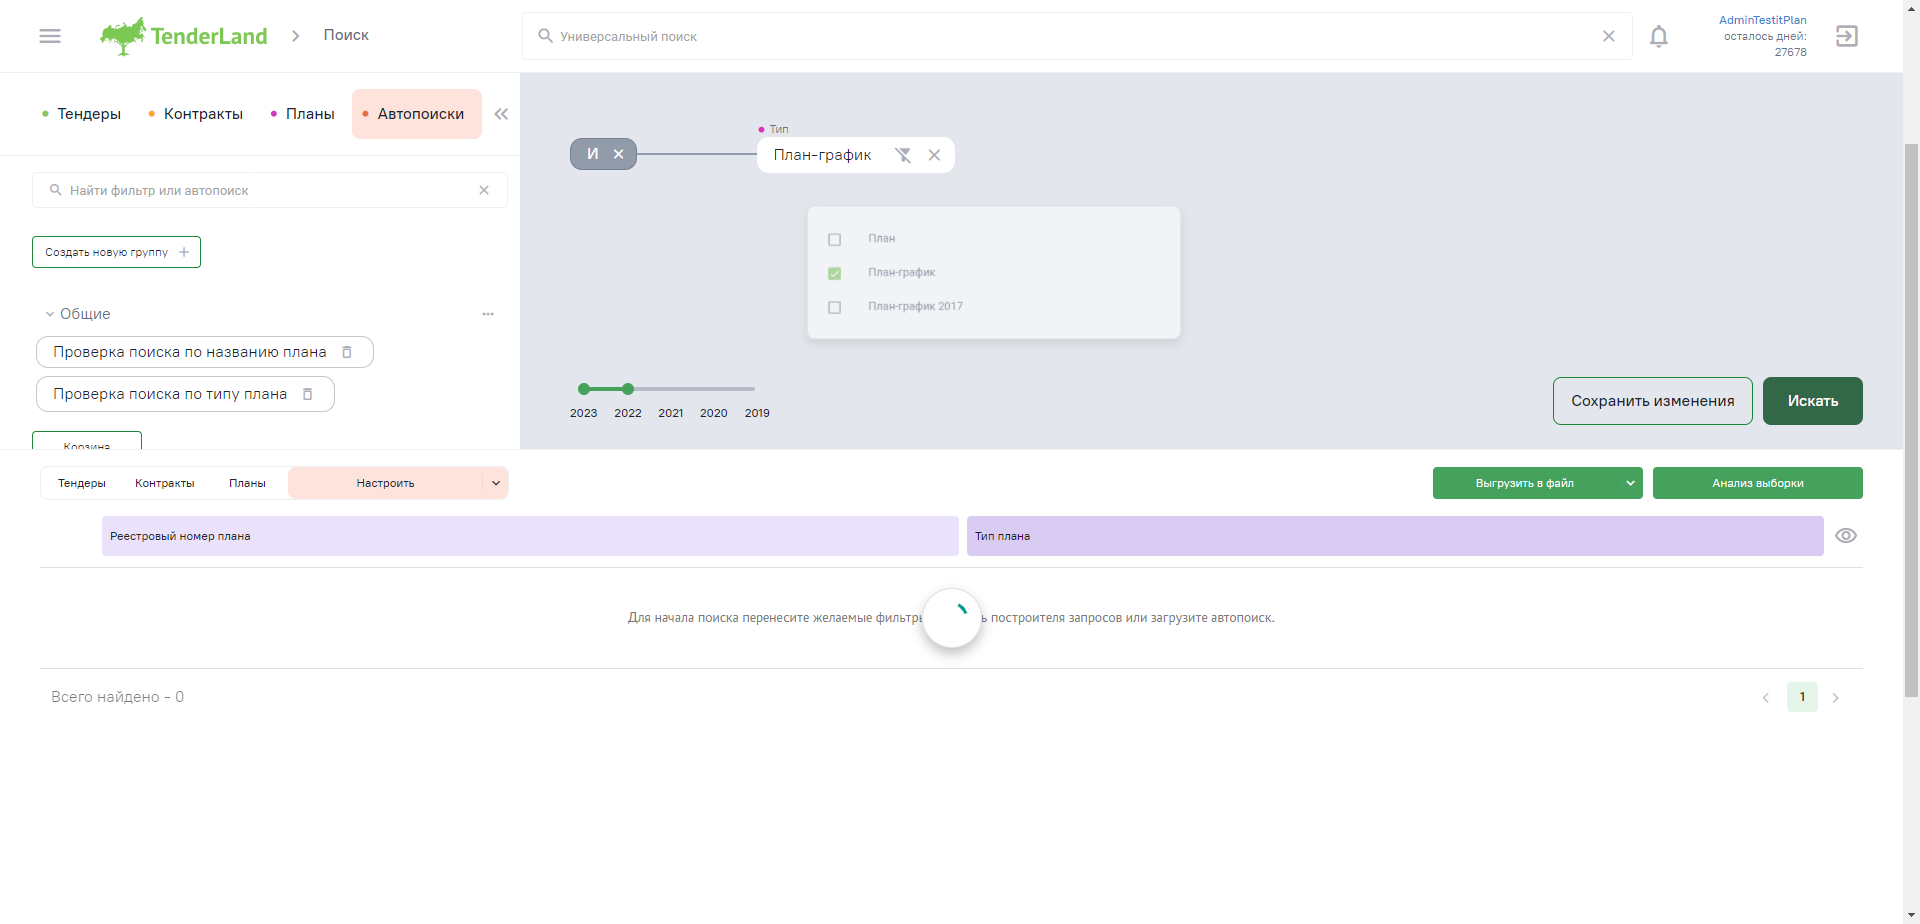 TenderLand
Поиск
Универсальный поиск
AdminTestitPlan
осталось дней:
27678
Тендеры
Контракты
Планы
Автопоиски
Найти фильтр или автопоиск
Создать новую группу
Общие
Проверка поиска по названию плана
Проверка поиска по типу плана
Корзина
И
Тип
План-график
План
План-график
План-график 2017
2023 2022 2021 2020 2019
Сохранить изменения
Искать
Тендеры
Контракты
Планы
Настроить
Выгрузить в файл
Анализ выборки
Реестровый номер плана
Тип плана
Для начала поиска перенесите желаемые фильтры построителя запросов или загрузите автопоиск.
Всего найдено - 0
1